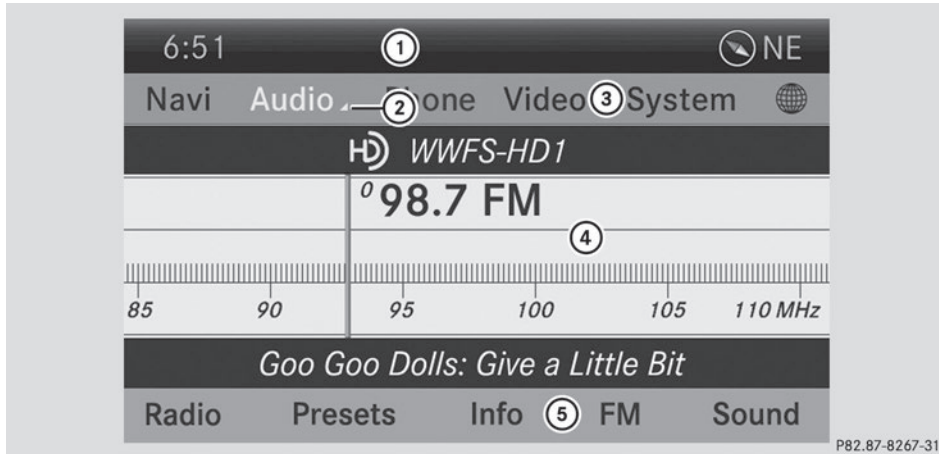 6:51 ① NE
Navi Audio ② Phone Video ③ System
HD WWFS-HD1
0 98.7 FM
④
85 90 95 100 105 110 MHz
Goo Goo Dolls: Give a Little Bit
Radio Presets Info ⑤ FM Sound
P82.87-8267-31